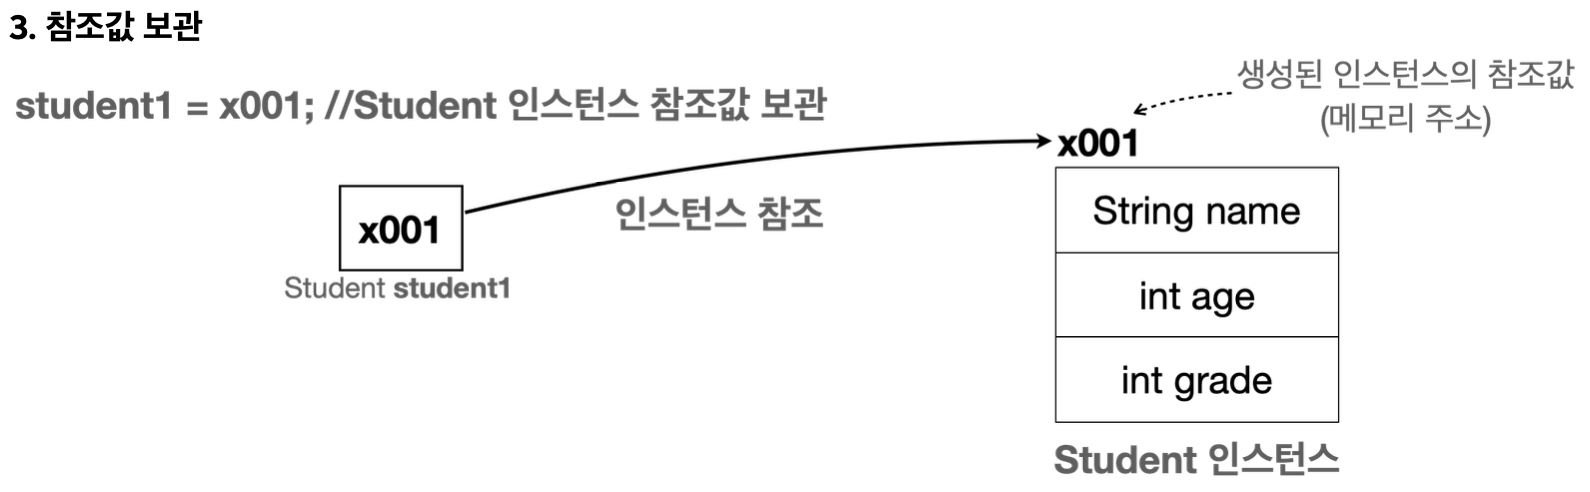 3. 참조값 보관
student1 = x001; //Student 인스턴스 참조값 보관
생성된 인스턴스의 참조값
(메모리 주소)
x001
x001
인스턴스 참조
Student student1
String name
int age
int grade
Student 인스턴스